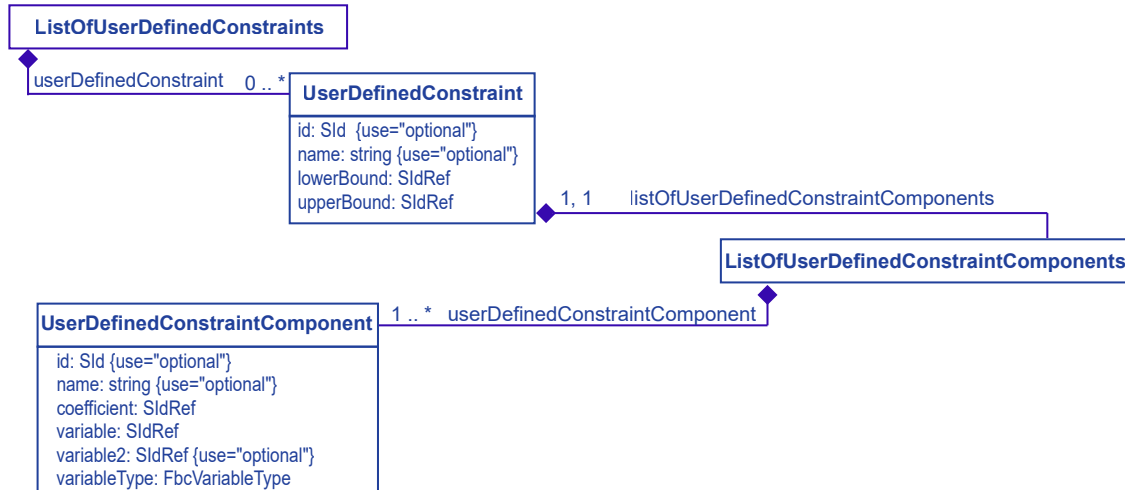 ListOfUserDefinedConstraints
userDefinedConstraint 0 .. *
UserDefinedConstraint
id: SId {use="optional"}
name: string {use="optional"}
lowerBound: SIdRef
upperBound: SIdRef
1, 1 listOfUserDefinedConstraintComponents
ListOfUserDefinedConstraintComponents
1 .. * userDefinedConstraintComponent
UserDefinedConstraintComponent
id: SId {use="optional"}
name: string {use="optional"}
coefficient: SIdRef
variable: SIdRef
variable2: SIdRef {use="optional"}
variableType: FbcVariableType